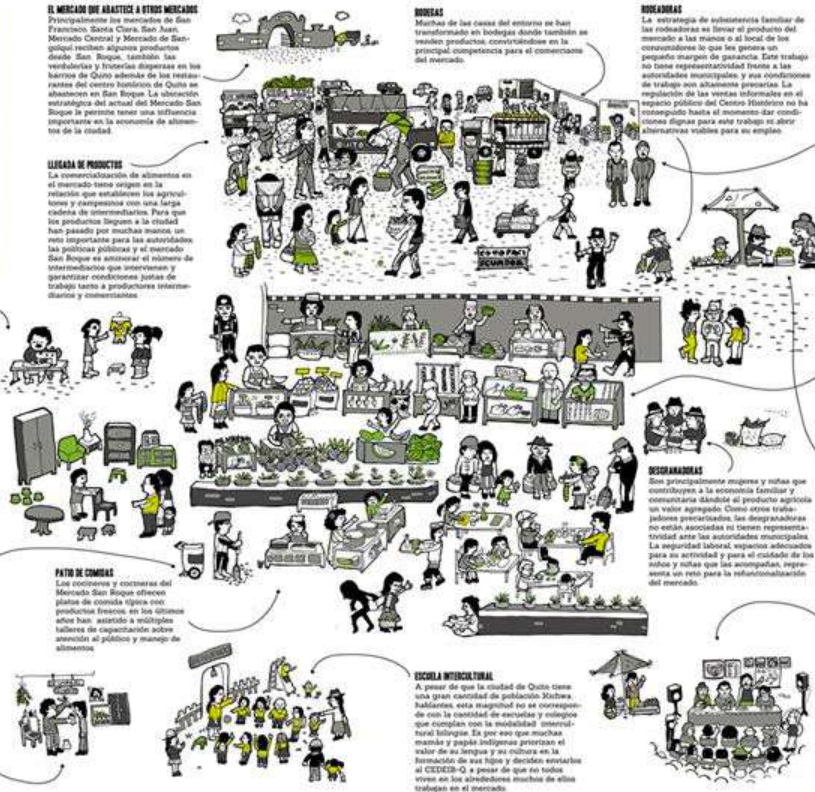 EL MERCADO QUE ABASTECE A OTROS MERCADOS
Principalmente los mercados de San
Francisco, Santa Clara, San Juan,
Mercado Central y Mercado de San-
golquí reciben algunos productos
desde San Roque, también las
verdulerías y fruterías dispersas en los
barrios de Quito además de los restau-
rantes del centro histórico de Quito se
abastecen en San Roque. La ubicación
estratégica del actual del Mercado San
Roque le permite tener una influencia
importante en la economía de alimen-
tos de la ciudad.
LLEGADA DE PRODUCTOS
La comercialización de alimentos en
el mercado tiene origen en la
relación que establecen los agricul-
tores y campesinos con una larga
cadena de intermediarios. Para que
los productos lleguen a la ciudad
han pasado por muchas manos, un
reto importante para las autoridades,
las políticas públicas y el mercado
San Roque es aminorar el número de
intermediarios que intervienen y
garantizar condiciones justas de
trabajo tanto a productores interme-
diarios y comerciantes.
BODEGAS
Muchas de las casas del entorno se han
transformado en bodegas donde también se
venden productos, convirtiéndose en la
principal competencia para el comerciante
del mercado.
RODEADORAS
La estrategia de subsistencia familiar de
las rodeadoras es llevar el producto del
mercado a las manos o al local de los
consumidores lo que les genera un
pequeño margen de ganancia. Este trabajo
no tiene representatividad frente a las
autoridades municipales, y sus condiciones
de trabajo son altamente precarias. La
regulación de las ventas informales en el
espacio público del Centro Histórico no ha
conseguido hasta el momento dar condi-
ciones dignas para este trabajo ni abrir
alternativas viables para su empleo.
QUITO
ECUADOR
DESGRANADORAS
Son principalmente mujeres y niñas que
contribuyen a la economía familiar y
comunitaria dándole al producto agrícola
un valor agregado. Como otros traba-
jadores precarizados, las desgranadoras
no están asociadas ni tienen representa-
tividad ante las autoridades municipales.
La seguridad laboral, espacios adecuados
para su actividad y para el cuidado de los
niños y niñas que las acompañan, repre-
senta un reto para la refuncionalización
del mercado.
PATIO DE COMIDAS
Los cocineros y cocineras del
Mercado San Roque ofrecen
platos de comida típica con
productos frescos, en los últimos
años han asistido a múltiples
talleres de capacitación sobre
atención al público y manejo de
alimentos.
ESCUELA INTERCULTURAL
A pesar de que la ciudad de Quito tiene
una gran cantidad de población Kichwa
hablantes, esta magnitud no se correspon-
de con la cantidad de escuelas y colegios
que cumplan con la modalidad intercul-
tural bilingüe. Es por eso que muchas
mamás y papás indígenas priorizan el
valor de su lengua y su cultura en la
formación de sus hijos y deciden enviarlos
al CEDEIB-Q, a pesar de que no todos
viven en los alrededores muchos de ellos
trabajan en el mercado.